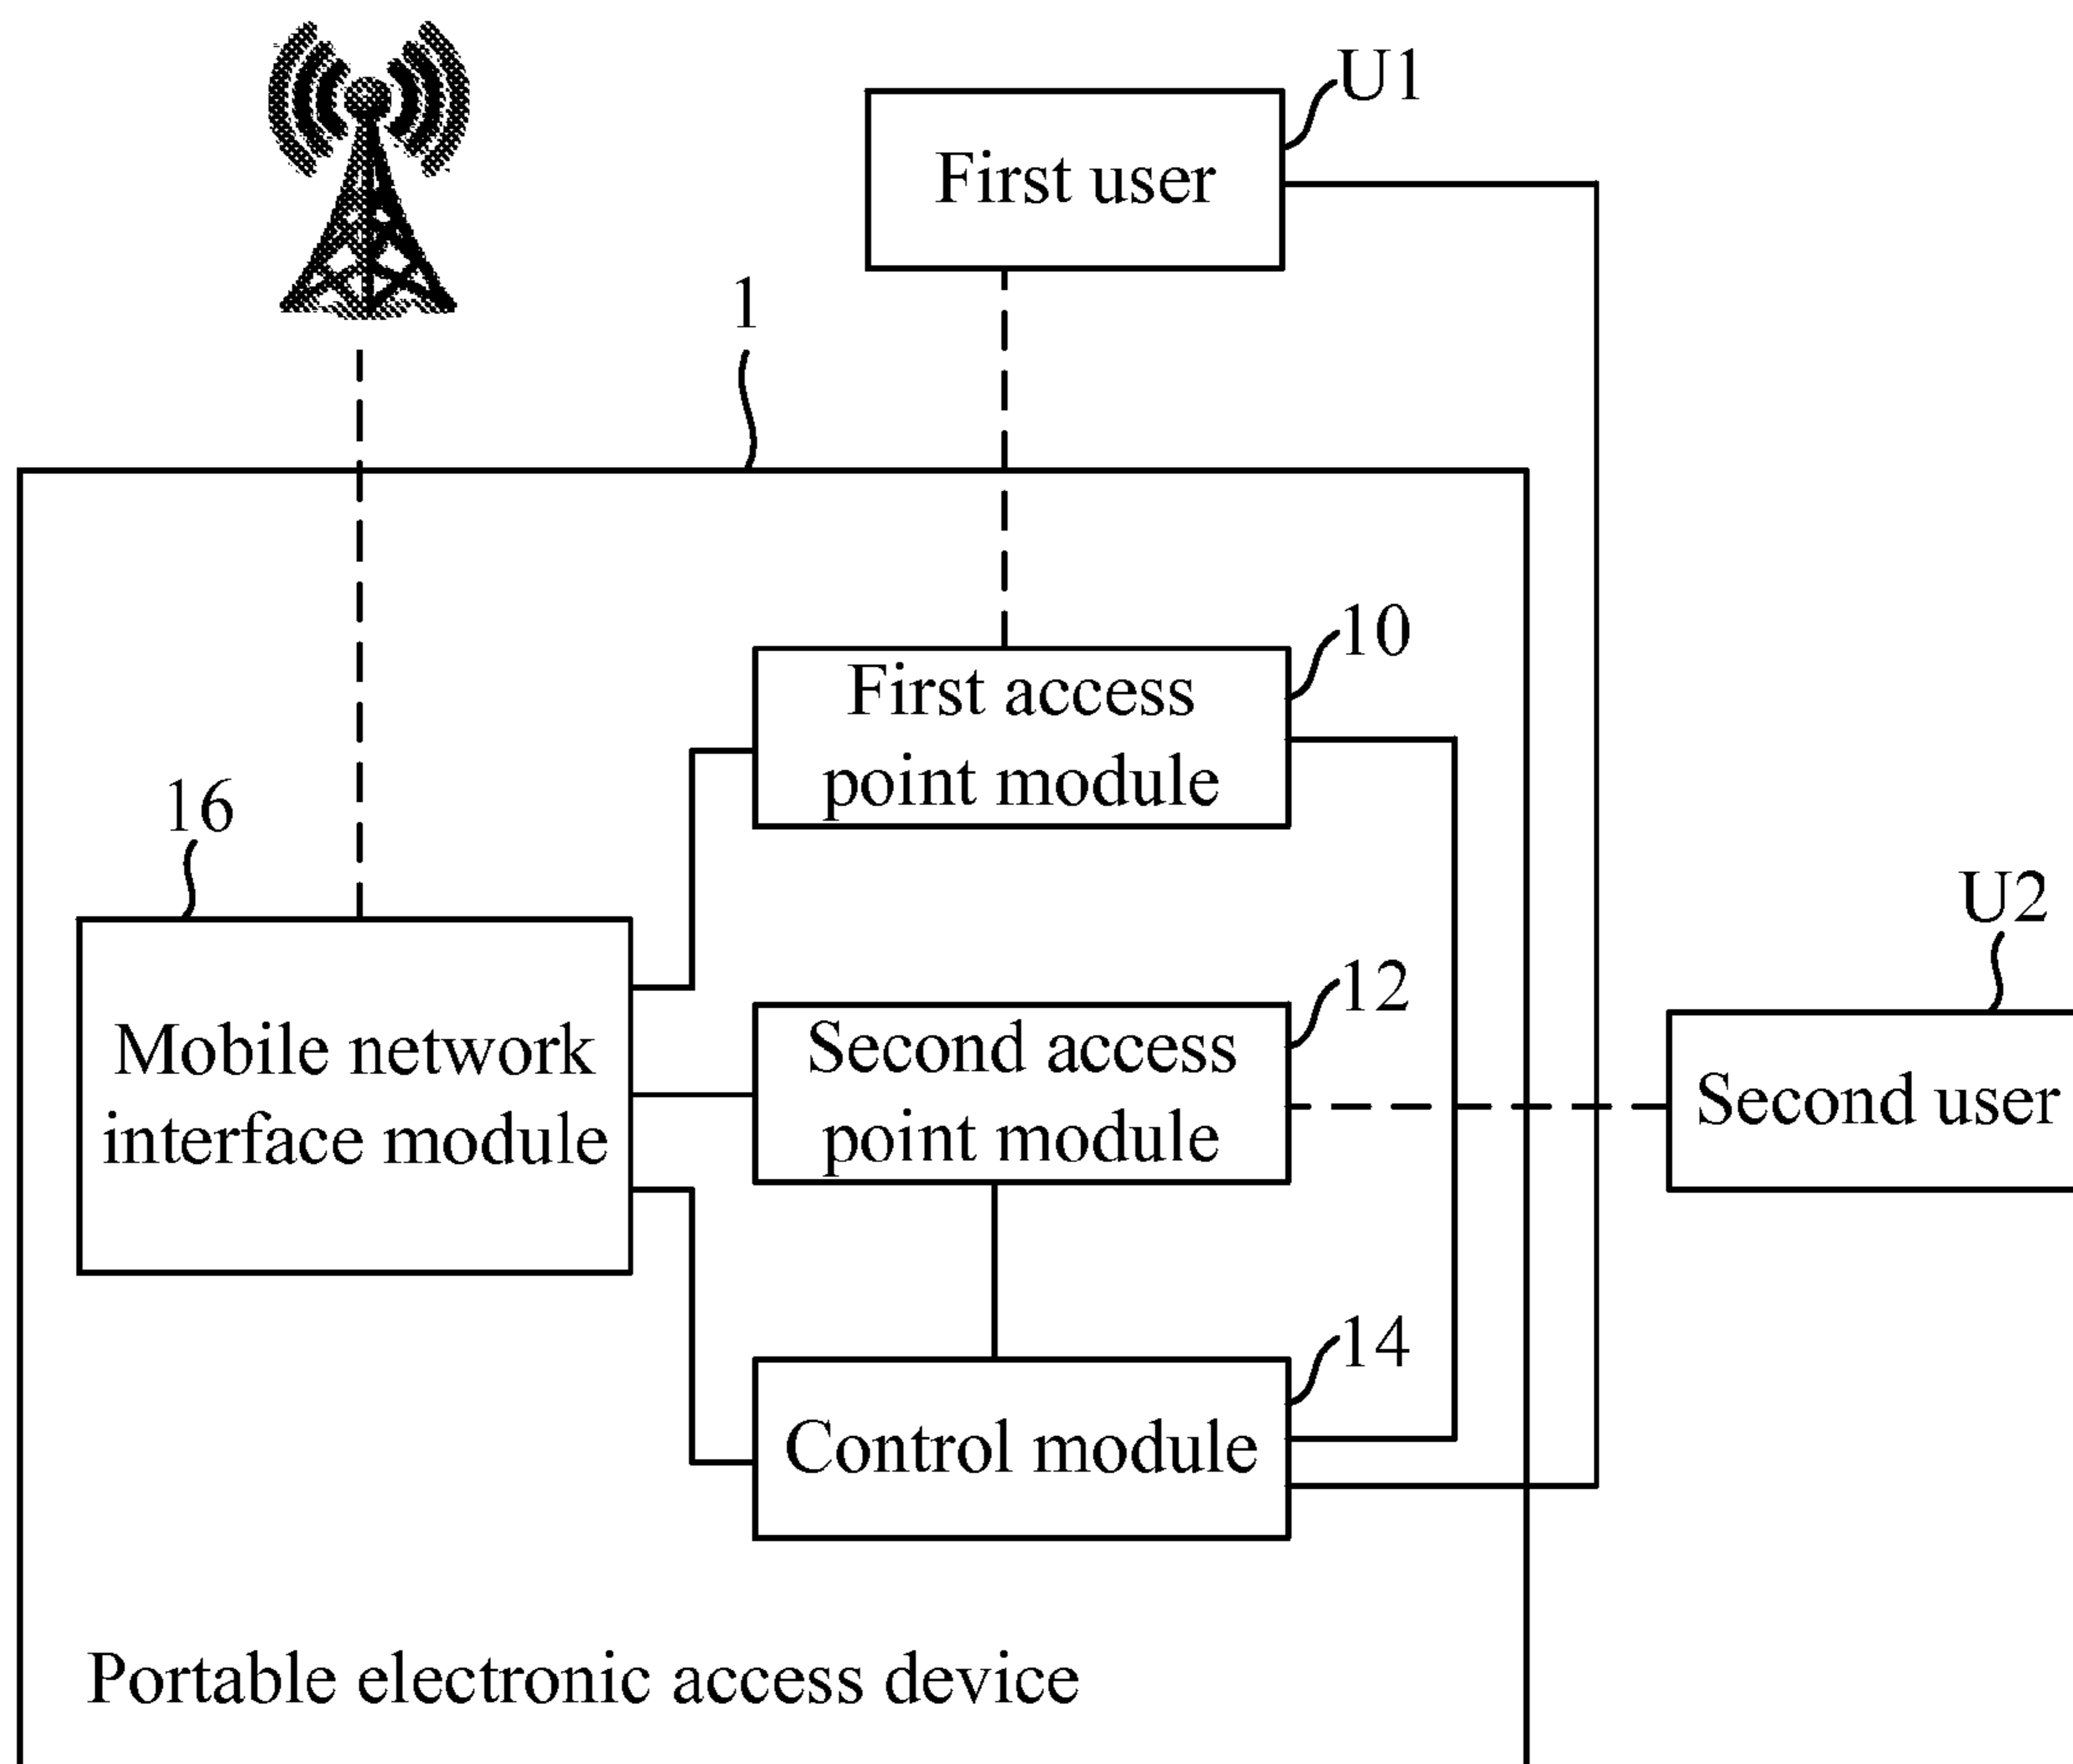 U1
First user
1
10
First access
point module
16
U2
12
Mobile network
interface module
Second access
point module
Second user
14
Control module
Portable electronic access device